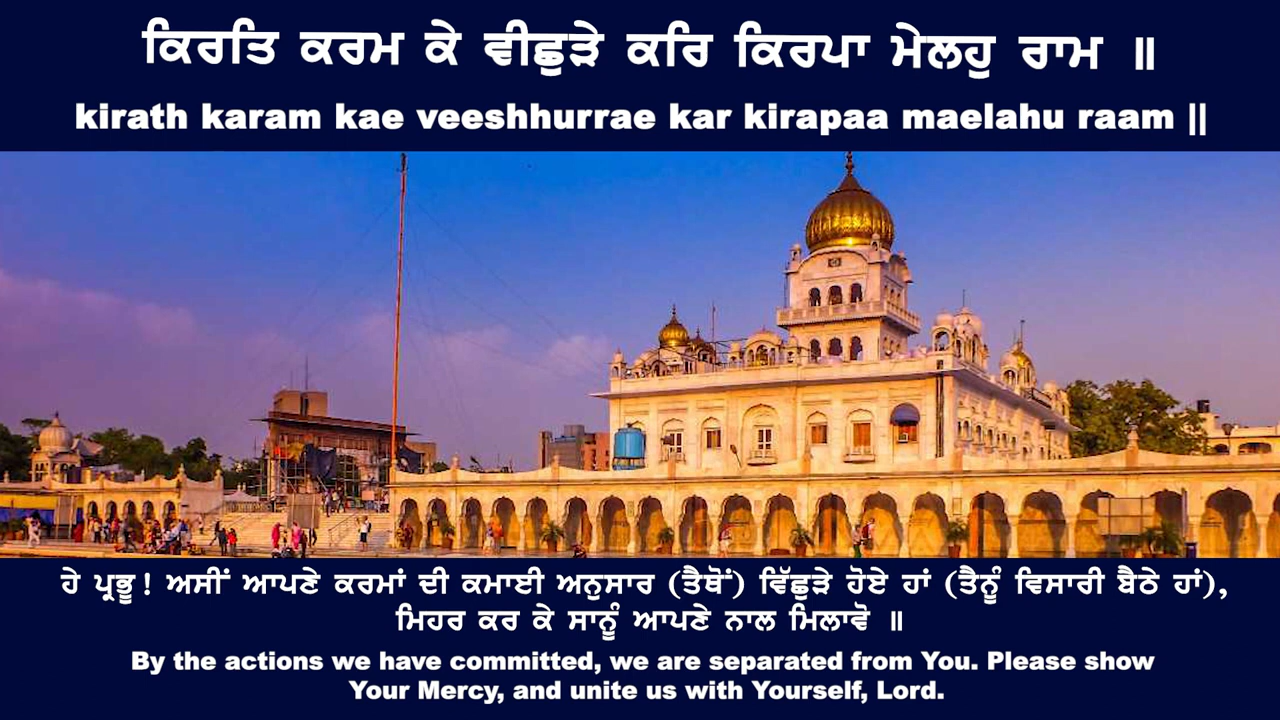 ਕਿਰਤਿ ਕਰਮ ਕੇ ਵੀਛੁੜੇ ਕਰਿ ਕਿਰਪਾ ਮੇਲਹੁ ਰਾਮ ॥
kirath karam kae veeshhurrae kar kirapaa maelahu raam ||
ਹੇ ਪ੍ਰਭੂ! ਅਸੀਂ ਆਪਣੇ ਕਰਮਾਂ ਦੀ ਕਮਾਈ ਅਨੁਸਾਰ (ਤੈਥੋਂ) ਵਿੱਛੁੜੇ ਹੋਏ ਹਾਂ (ਤੈਨੂੰ ਵਿਸਾਰੀ ਬੈਠੇ ਹਾਂ),
ਮਿਹਰ ਕਰ ਕੇ ਸਾਨੂੰ ਆਪਣੇ ਨਾਲ ਮਿਲਾਵੋ ॥
By the actions we have committed, we are separated from You. Please show
Your Mercy, and unite us with Yourself, Lord.